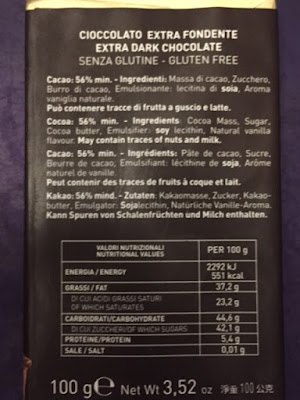 CIOCCOLATO EXTRA FONDENTE
EXTRA DARK CHOCOLATE
SENZA GLUTINE - GLUTEN FREE
Cacao: 56% min. - Ingredienti: Massa di cacao, Zucchero,
Burro di cacao, Emulsionante: lecitina di soia, Aroma
vaniglia naturale.
Può contenere tracce di frutta a guscio e latte.
Cocoa: 56% min. - Ingredients: Cocoa Mass, Sugar,
Cocoa butter, Emulsifier: soy lecithin, Natural vanilla
flavour. May contain traces of nuts and milk.
Cacao: 56% min. - Ingrédients: Pâte de cacao, Sucre,
Beurre de cacao, Emulsifiant: lécithine de soja, Arôme
naturel de vanille.
Peut contenir des traces de fruits à coque et lait.
Kakao: 56% mind. - Zutaten: Kakaomasse, Zucker, Kakao-
butter, Emulgator: Sojalecithin, Natürliche Vanille-Aroma.
Kann Spuren von Schalenfrüchten und Milch enthalten.
VALORI NUTRIZIONALI
NUTRITIONAL VALUES
PER 100 g
ENERGIA / ENERGY
2292 kJ
551 kcal
GRASSI / FAT 37,2 g
DI CUI ACIDI GRASSI SATURI
OF WHICH SATURATES
23,2 g
CARBOIDRATI/CARBOHYDRATE 44,6 g
DI CUI ZUCCHERI/OF WHICH SUGARS 42,1 g
PROTEINE/PROTEIN 5,4 g
SALE / SALT 0,01 g
100 g℮ Net Wt 3,52 oz 淨重 100 公克